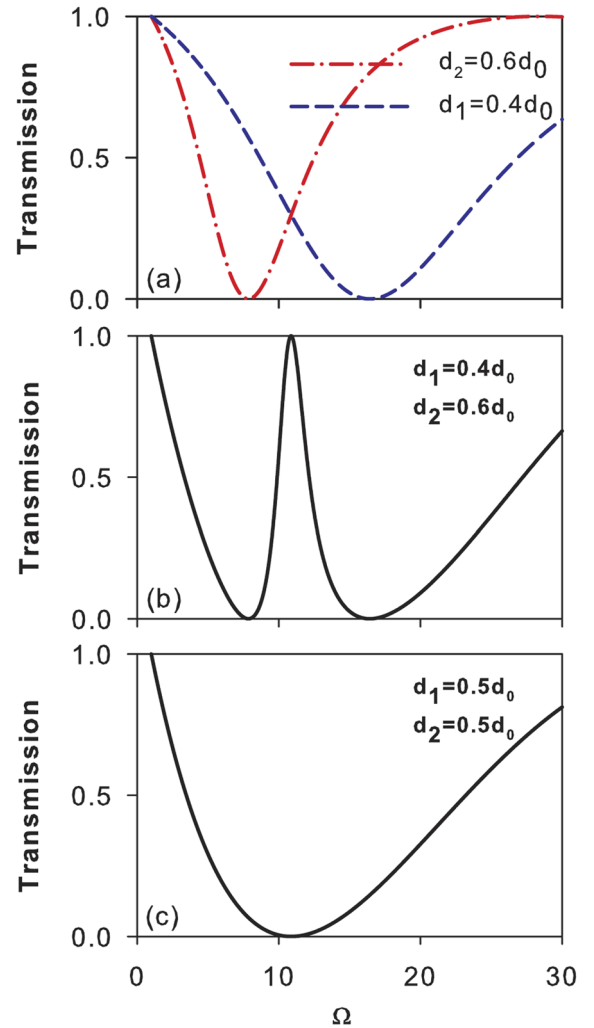 1.0
d2=0.6d0
d1=0.4d0
Transmission
0.5
(a)
0.0
1.0
d1=0.4d0
d2=0.6d0
Transmission
0.5
(b)
0.0
1.0
d1=0.5d0
d2=0.5d0
Transmission
0.5
(c)
0.0
0 10 20 30
Ω